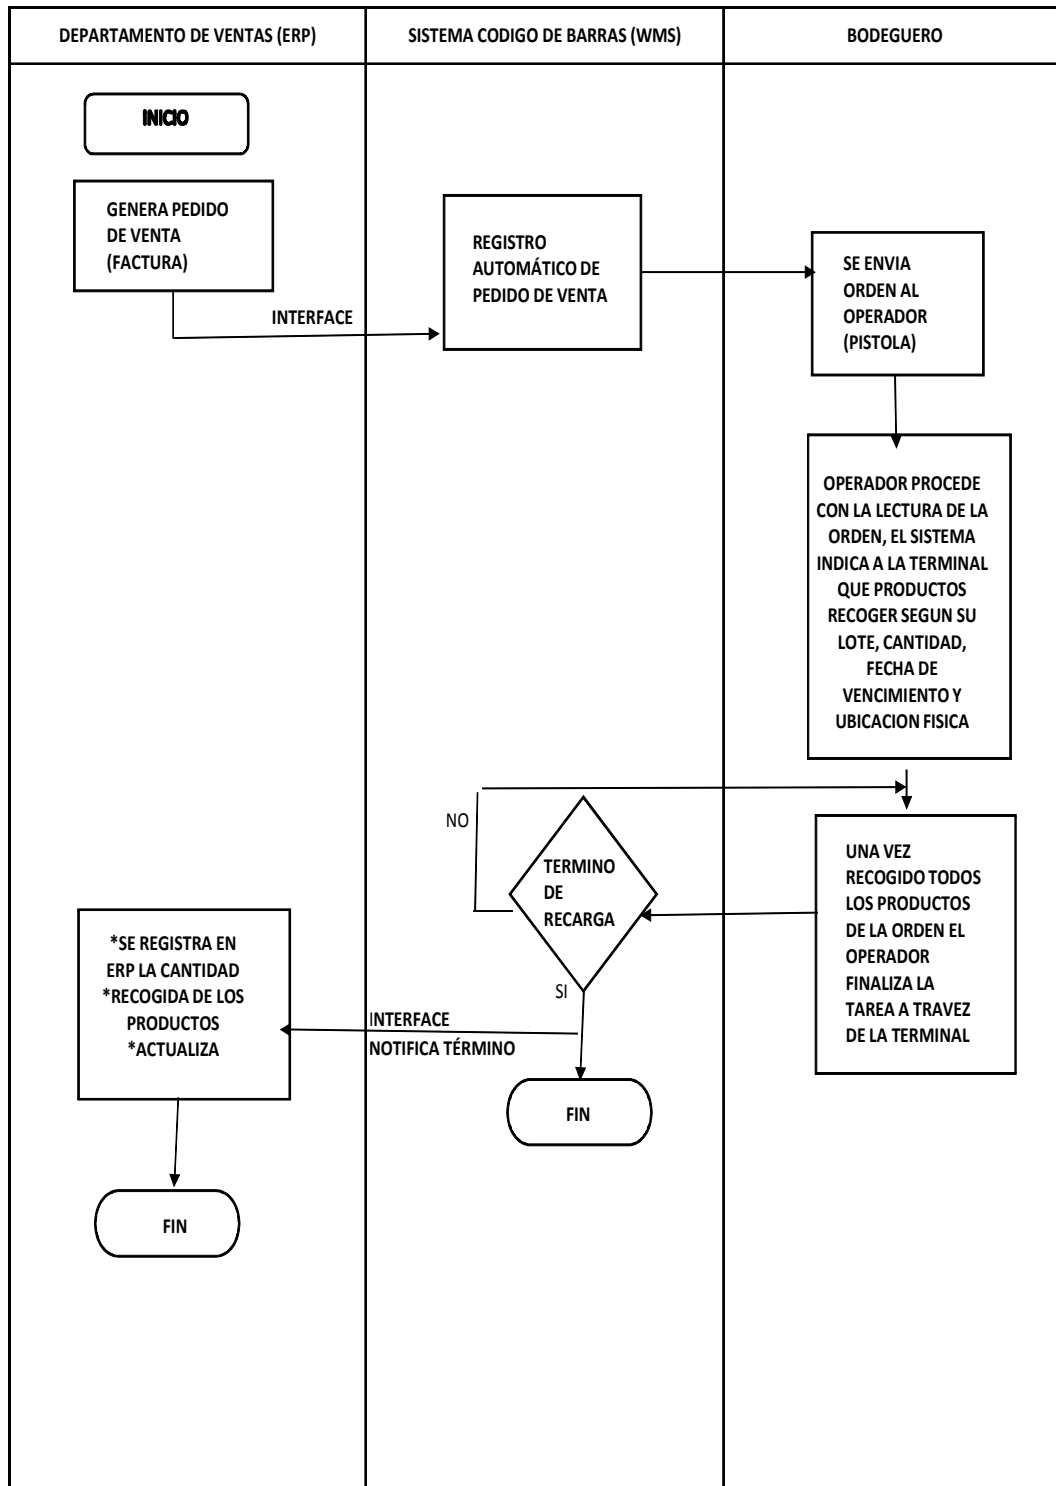 DEPARTAMENTO DE VENTAS (ERP)
SISTEMA CODIGO DE BARRAS (WMS)
BODEGUERO
INICIO
GENERA PEDIDO
DE VENTA
(FACTURA)
INTERFACE
REGISTRO
AUTOMÁTICO DE
PEDIDO DE VENTA
SE ENVIA
ORDEN AL
OPERADOR
(PISTOLA)
OPERADOR PROCEDE
CON LA LECTURA DE LA
ORDEN, EL SISTEMA
INDICA A LA TERMINAL
QUE PRODUCTOS
RECOGER SEGUN SU
LOTE, CANTIDAD,
FECHA DE
VENCIMIENTO Y
UBICACION FISICA
UNA VEZ
RECOGIDO TODOS
LOS PRODUCTOS
DE LA ORDEN EL
OPERADOR
FINALIZA LA
TAREA A TRAVEZ
DE LA TERMINAL
NO
TERMINO
DE
RECARGA
SI
INTERFACE
NOTIFICA TÉRMINO
FIN
*SE REGISTRA EN
ERP LA CANTIDAD
*RECOGIDA DE LOS
PRODUCTOS
*ACTUALIZA
FIN